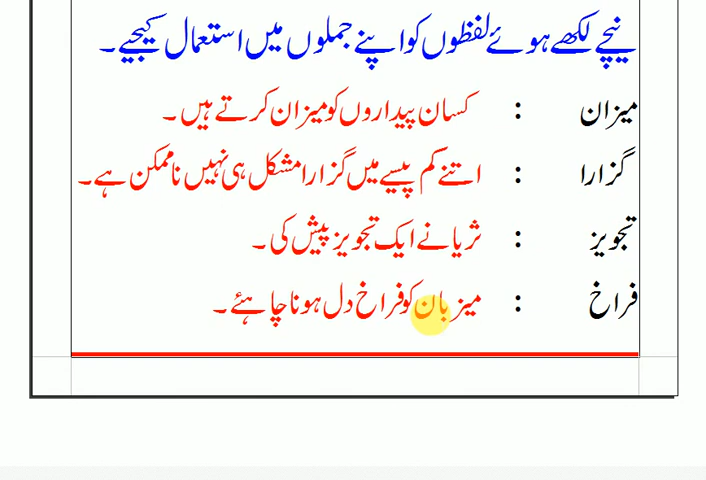 نیچے لکھے ہوئے لفظوں کو اپنے جملوں میں استعمال کیجیے۔
میزان : کسان پیداروں کو میزان کرتے ہیں۔
گزارا : اتنے کم پیسے میں گزارا مشکل ہی نہیں ناممکن ہے۔
تجویز : ثریا نے ایک تجویز پیش کی۔
فراخ : میزبان کو فراخ دل ہونا چاہئے۔